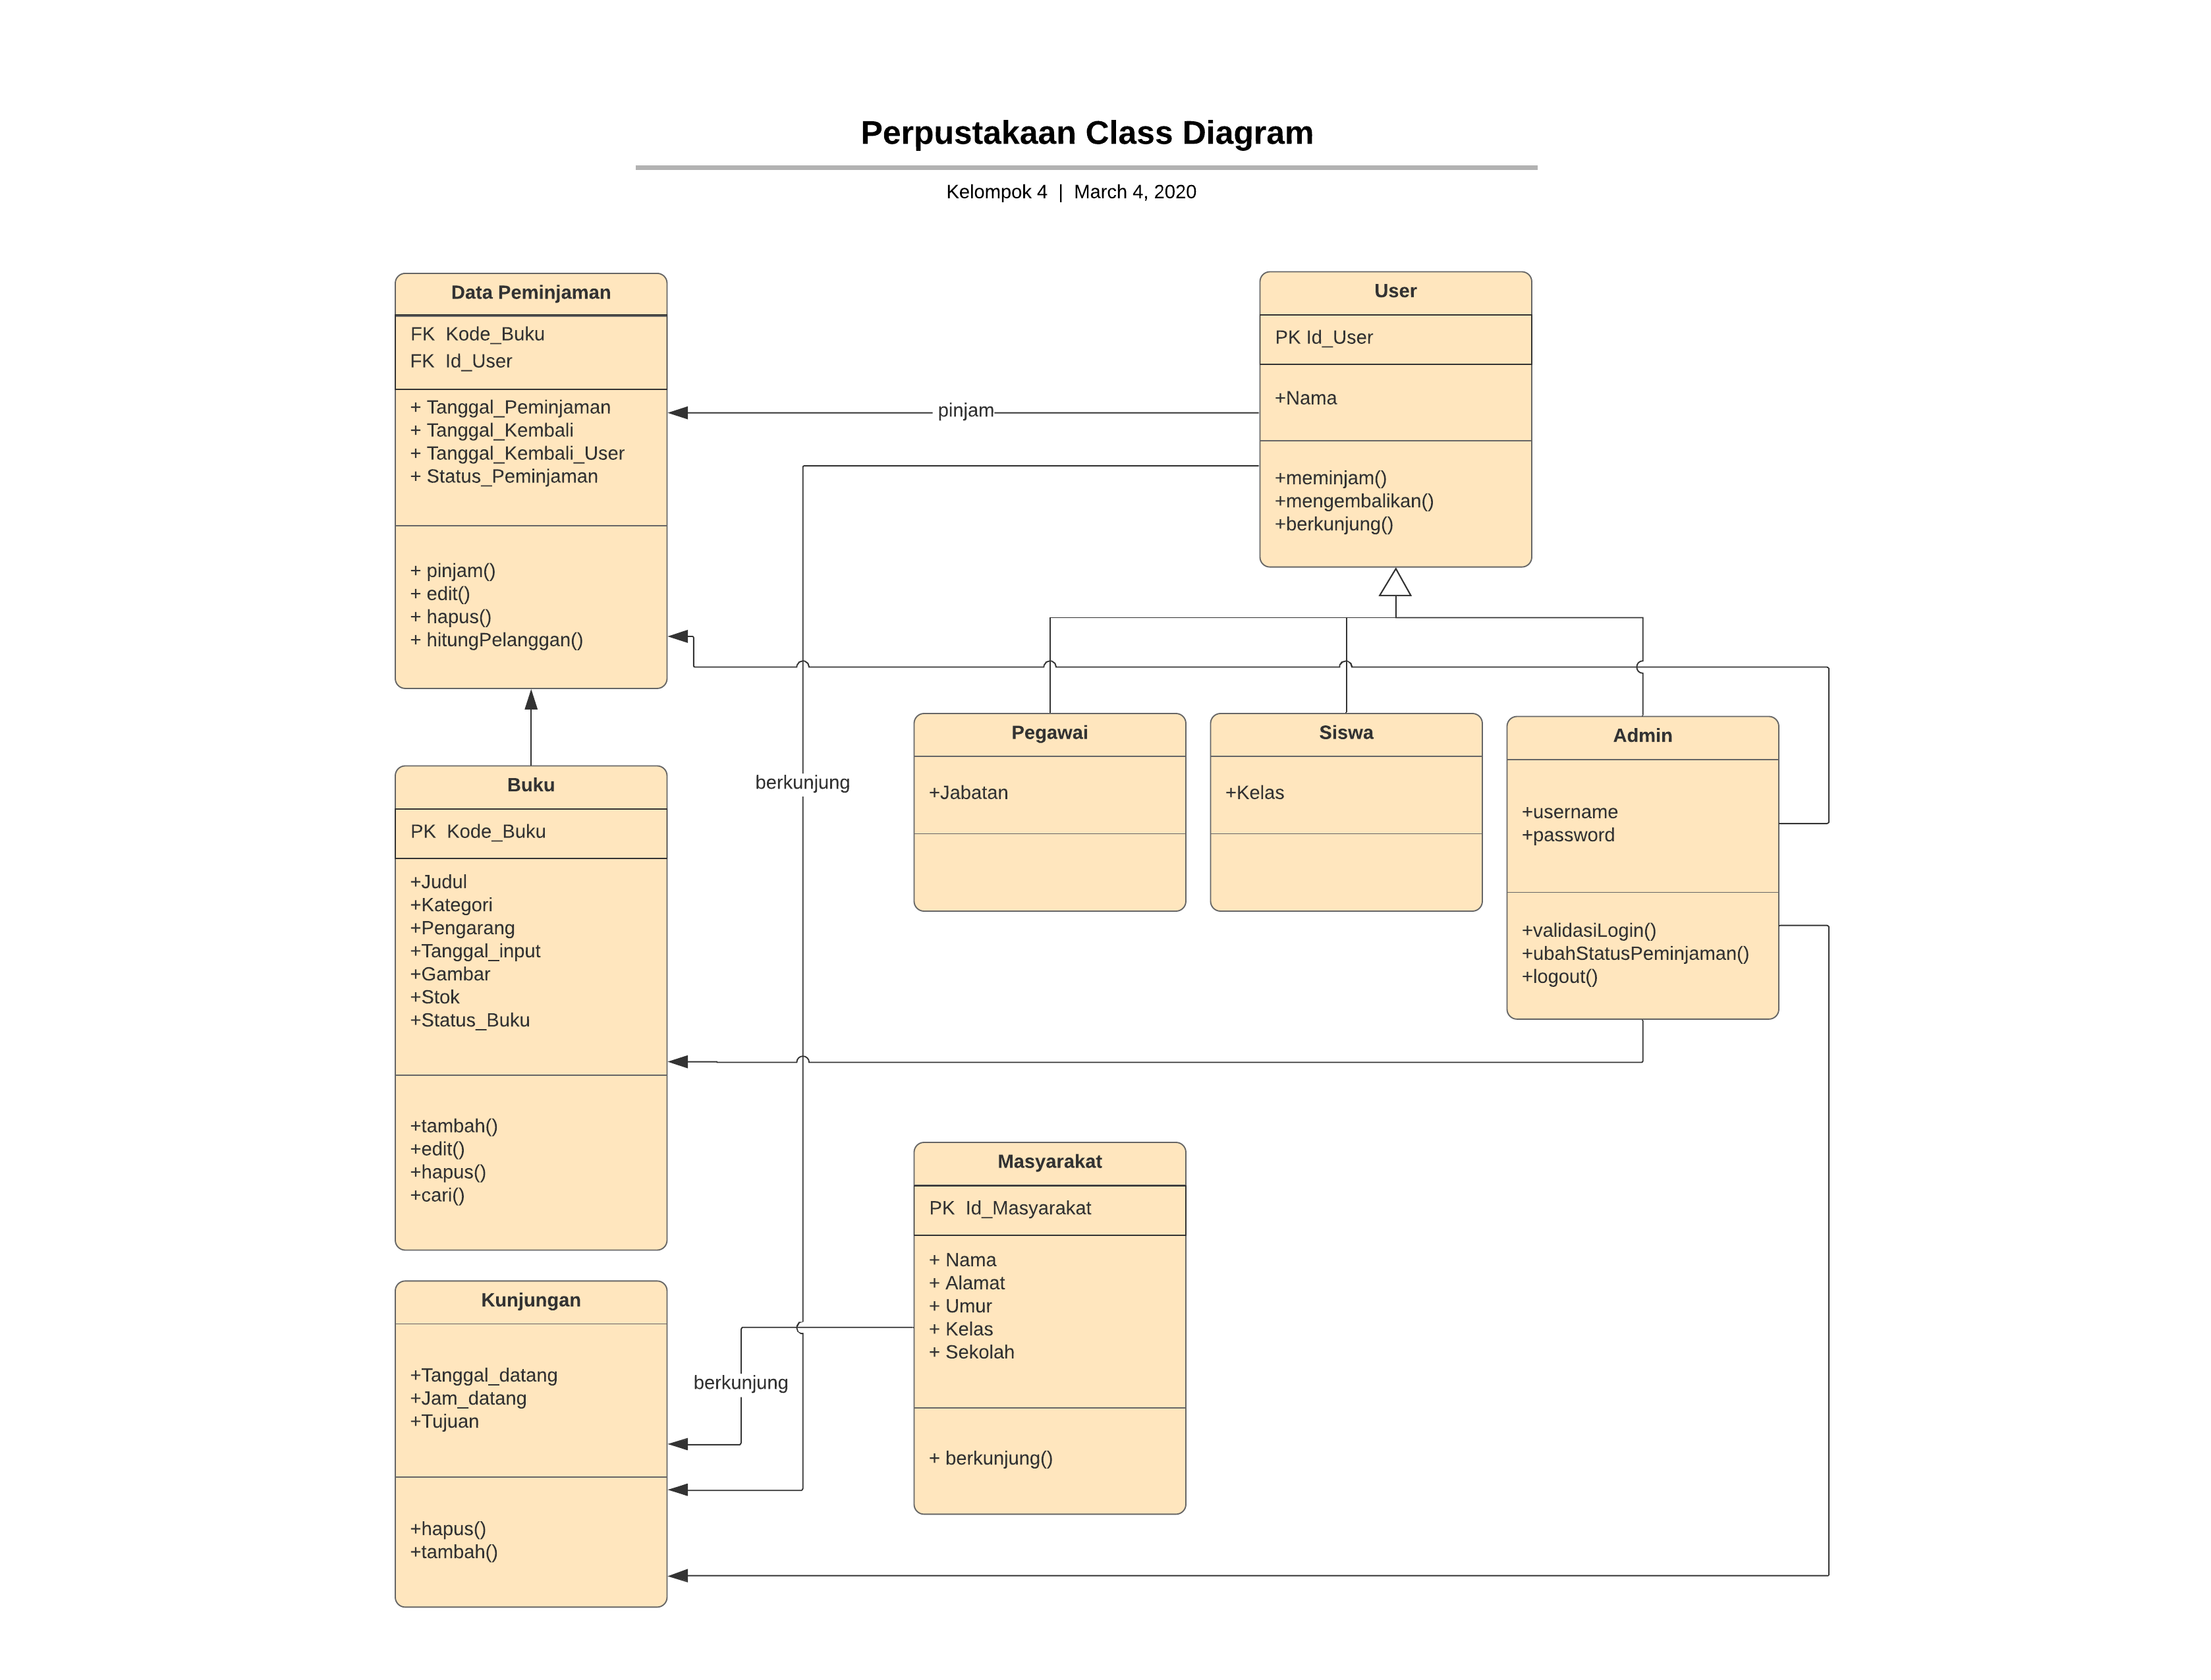 Perpustakaan Class Diagram
Kelompok 4 | March 4, 2020
Data Peminjaman
FK Kode_Buku
FK Id_User
+ Tanggal_Peminjaman
+ Tanggal_Kembali
+ Tanggal_Kembali_User
+ Status_Peminjaman
+ pinjam()
+ edit()
+ hapus()
+ hitungPelanggan()
pinjam
User
PK Id_User
+Nama
+meminjam()
+mengembalikan()
+berkunjung()
berkunjung
Pegawai
+Jabatan
Siswa
+Kelas
Admin
+username
+password
+validasiLogin()
+ubahStatusPeminjaman()
+logout()
Buku
PK Kode_Buku
+Judul
+Kategori
+Pengarang
+Tanggal_input
+Gambar
+Stok
+Status_Buku
+tambah()
+edit()
+hapus()
+cari()
Masyarakat
PK Id_Masyarakat
+ Nama
+ Alamat
+ Umur
+ Kelas
+ Sekolah
+ berkunjung()
berkunjung
Kunjungan
+Tanggal_datang
+Jam_datang
+Tujuan
+hapus()
+tambah()